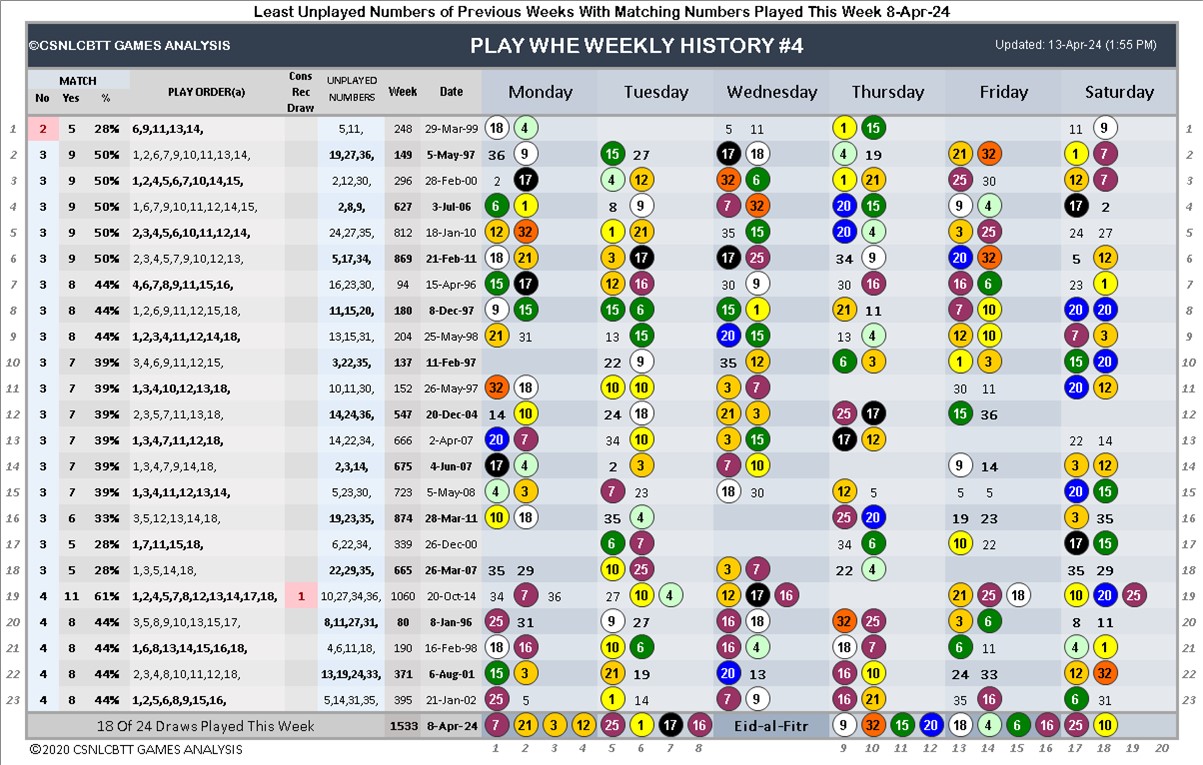 Least Unplayed Numbers of Previous Weeks With Matching Numbers Played This Week 8-Apr-24
©CSNLCBTT GAMES ANALYSIS PLAY WHE WEEKLY HISTORY #4 Updated: 13-Apr-24 (1:55 PM)
MATCH No Yes % PLAY ORDER(a) Cons Rec Draw UNPLAYED NUMBERS Week Date Monday Tuesday Wednesday Thursday Friday Saturday
1 2 5 28% 6,9,11,13,14, 5,11, 248 29-Mar-99 18 4 5 11 1 15 11 9 1
2 3 9 50% 1,2,6,7,9,10,11,13,14, 19,27,36, 149 5-May-97 36 9 15 27 17 18 4 19 21 32 1 7 2
3 3 9 50% 1,2,4,5,6,7,10,14,15, 2,12,30, 296 28-Feb-00 2 17 4 12 32 6 1 21 25 30 12 7 3
4 3 9 50% 1,6,7,9,10,11,12,14,15, 2,8,9, 627 3-Jul-06 6 1 8 9 7 32 20 15 9 4 17 2 4
5 3 9 50% 2,3,4,5,6,10,11,12,14, 24,27,35, 812 18-Jan-10 12 32 1 21 35 15 20 4 3 25 24 27 5
6 3 9 50% 2,3,4,5,7,9,10,12,13, 5,17,34, 869 21-Feb-11 18 21 3 17 17 25 34 9 20 32 5 12 6
7 3 8 44% 4,6,7,8,9,11,15,16, 16,23,30, 94 15-Apr-96 15 17 12 16 30 9 30 16 16 6 23 1 7
8 3 8 44% 1,2,6,9,11,12,15,18, 11,15,20, 180 8-Dec-97 9 15 15 6 15 1 21 11 7 10 20 20 8
9 3 8 44% 1,2,3,4,11,12,14,18, 13,15,31, 204 25-May-98 21 31 13 15 20 15 13 4 12 10 7 3 9
10 3 7 39% 3,4,6,9,11,12,15, 3,22,35, 137 11-Feb-97 22 9 35 12 6 3 1 3 15 20 10
11 3 7 39% 1,3,4,10,12,13,18, 10,11,30, 152 26-May-97 32 18 10 10 3 7 30 11 20 12 11
12 3 7 39% 2,3,5,7,11,13,18, 14,24,36, 547 20-Dec-04 14 10 24 18 21 3 25 17 15 36 12
13 3 7 39% 1,3,4,7,11,12,18, 14,22,34, 666 2-Apr-07 20 7 34 10 3 15 17 12 22 14 13
14 3 7 39% 1,3,4,7,9,14,18, 2,3,14, 675 4-Jun-07 17 4 2 3 7 10 9 14 3 12 14
15 3 7 39% 1,3,4,11,12,13,14, 5,23,30, 5-May-08 4 3 7 23 18 30 12 5 5 5 20 15 15
16 3 6 33% 3,5,12,13,14,18, 19,23,35, 874 28-Mar-11 10 18 35 4 25 20 19 23 3 35 16
17 3 5 28% 1,7,11,15,18, 6,22,34, 339 26-Dec-00 6 7 34 6 10 22 17 15 17
18 3 5 28% 1,3,5,14,18, 22,29,35, 665 26-Mar-07 35 29 10 25 3 7 22 4 35 29 18
19 4 11 61% 1,2,4,5,7,8,12,13,14,17,18, 1 10,27,34,36, 1060 20-Oct-14 34 7 36 27 10 4 12 17 16 21 25 18 10 20 25 19
20 4 8 44% 3,5,8,9,10,13,15,17, 8,11,27,31, 80 8-Jan-96 25 31 9 27 16 18 32 25 3 6 8 11 20
21 4 8 44% 1,6,8,13,14,15,16,18, 4,6,11,18, 190 16-Feb-98 18 16 10 6 16 4 18 7 6 11 4 1 21
22 4 8 44% 2,3,4,8,10,11,12,18, 13,19,24,33, 371 6-Aug-01 15 3 21 19 20 13 16 10 24 33 12 32 22
23 4 8 44% 1,2,5,6,8,9,15,16, 5,14,31,35, 395 21-Jan-02 25 5 1 14 7 9 16 21 35 16 6 31 23
18 Of 24 Draws Played This Week 1533 8-Apr-24 7 21 3 12 25 1 17 16 Eid-al-Fitr 9 32 15 20 18 4 6 16 25 10
©2020 CSNLCBTT GAMES ANALYSIS 1 2 3 4 5 6 7 8 9 10 11 12 13 14 15 16 17 18 19 20